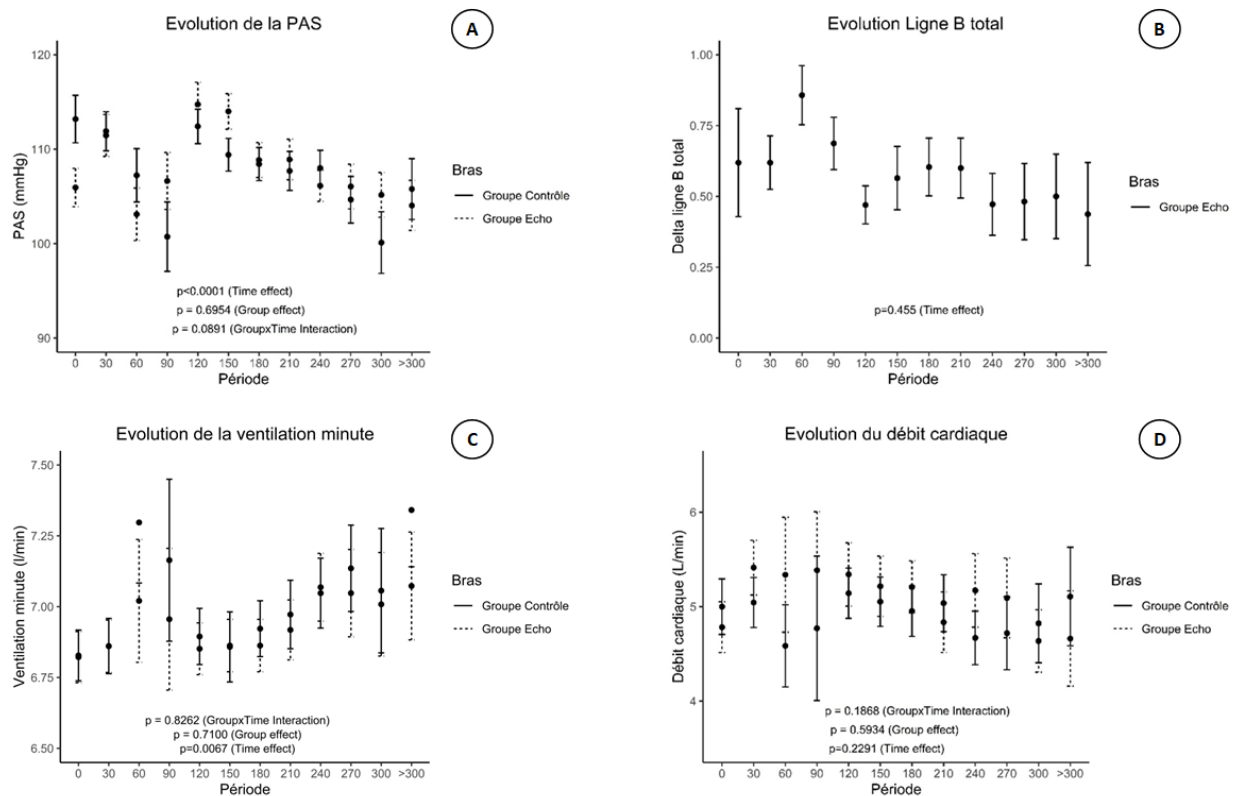 Evolution de la PAS
A
120
110
100
90
PAS (mmHg)
0 30 60 90 120 150 180 210 240 270 300 >300
Période
p<0.0001 (Time effect)
p = 0.6954 (Group effect)
p = 0.0891 (GroupxTime Interaction)
Bras
Groupe Contrôle
Groupe Echo
Evolution Ligne B total
B
1.00
0.75
0.50
0.25
0.00
Delta ligne B total
p=0.455 (Time effect)
0 30 60 90 120 150 180 210 240 270 300 >300
Période
Bras
Groupe Echo
Evolution de la ventilation minute
C
7.50
7.25
7.00
6.75
6.50
Ventilation minute (l/min)
p = 0.8262 (GroupxTime Interaction)
p = 0.7100 (Group effect)
p=0.0067 (Time effect)
0 30 60 90 120 150 180 210 240 270 300 >300
Période
Bras
Groupe Contrôle
Groupe Echo
Evolution du débit cardiaque
D
6
5
4
Débit cardiaque (L/min)
p = 0.1868 (GroupxTime Interaction)
p = 0.5934 (Group effect)
p=0.2291 (Time effect)
0 30 60 90 120 150 180 210 240 270 300 >300
Période
Bras
Groupe Contrôle
Groupe Echo